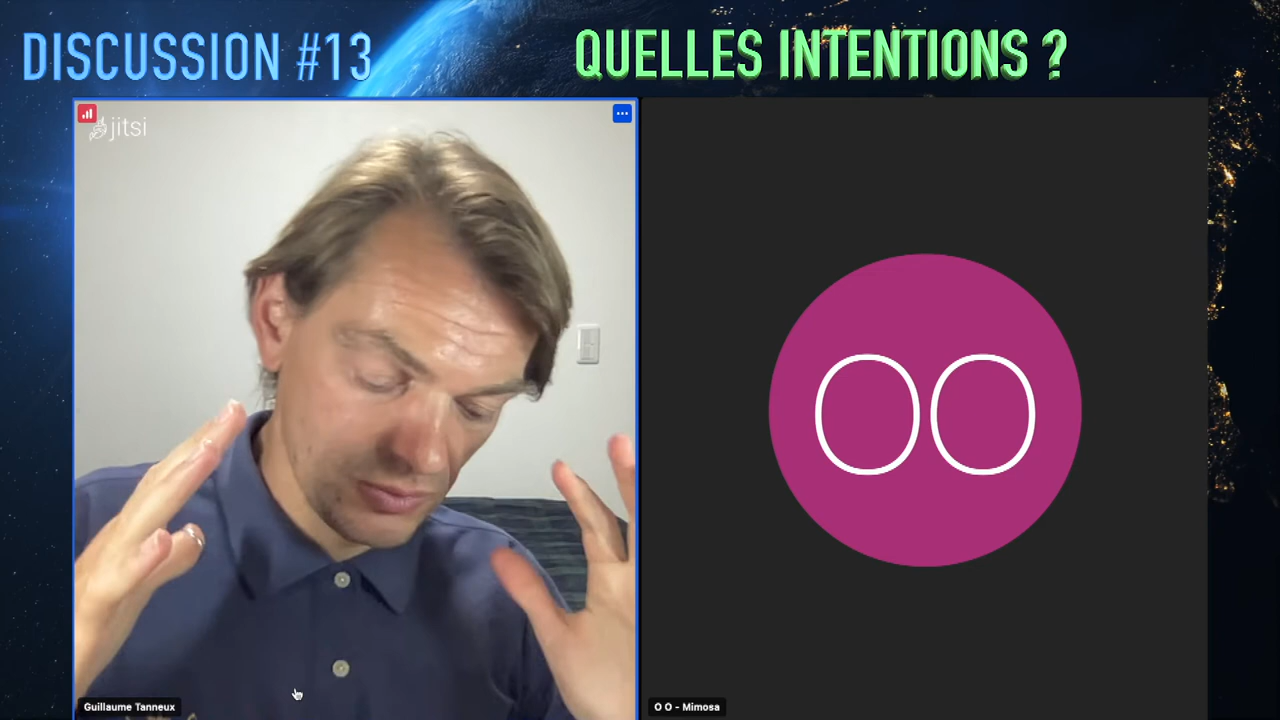 DISCUSSION #13
QUELLES INTENTIONS ?
jitsi
OO
Guillaume Tanneux
O O - Mimosa